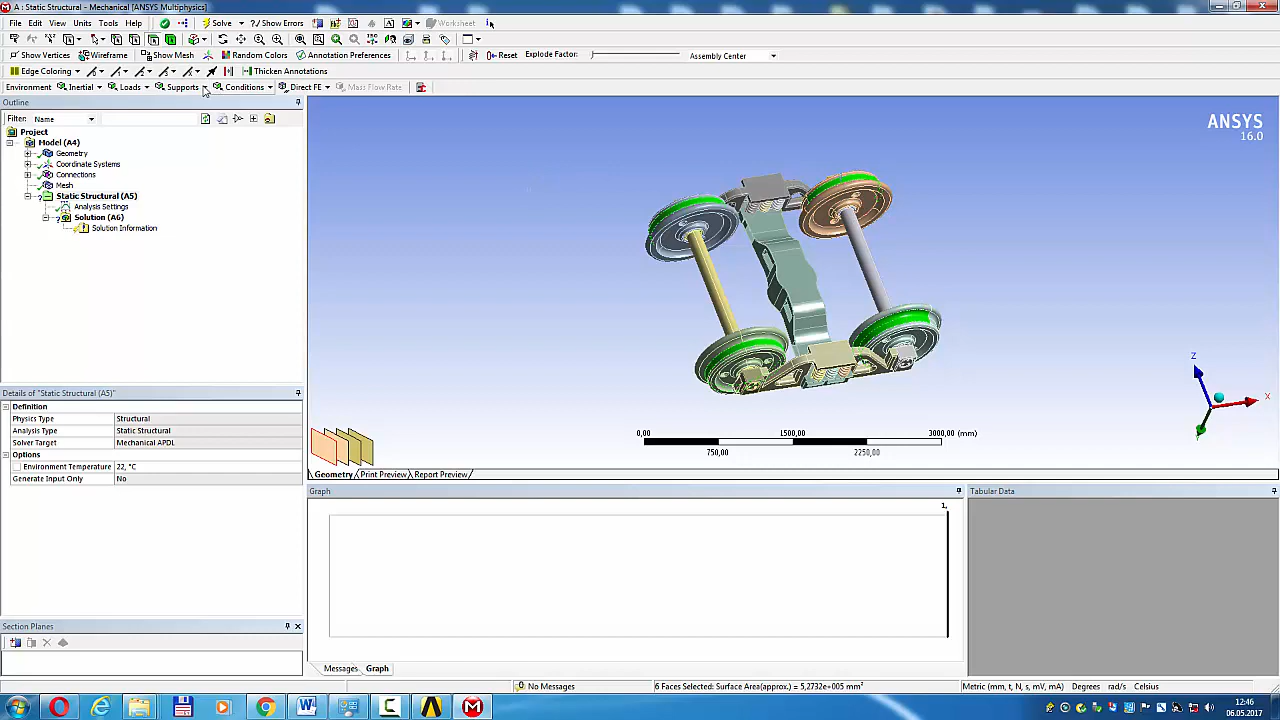 A : Static Structural - Mechanical [ANSYS Multiphysics]
File Edit View Units Tools Help Solve Show Errors Worksheet
Show Vertices Wireframe Show Mesh Random Colors Annotation Preferences Reset Explode Factor: Assembly Center
Edge Coloring Thicken Annotations
Environment Inertial Loads Supports Conditions Direct FE Mass Flow Rate
Outline
Filter: Name
Project
Model (A4)
Geometry
Coordinate Systems
Connections
Mesh
Static Structural (A5)
Analysis Settings
Solution (A6)
Solution Information
ANSYS
16.0
Z
X
0,00 1500,00 3000,00 (mm)
750,00 2250,00
Details of "Static Structural (A5)"
Definition
Physics Type Structural
Analysis Type Static Structural
Solver Target Mechanical APDL
Options
Environment Temperature 22, °C
Generate Input Only No
Geometry Print Preview Report Preview
Graph
1,
Tabular Data
Section Planes
Messages Graph
No Messages
6 Faces Selected: Surface Area(approx.) = 5,2732e+005 mm²
Metric (mm, t, N, s, mV, mA) Degrees rad/s Celsius
12:46
06.05.2017